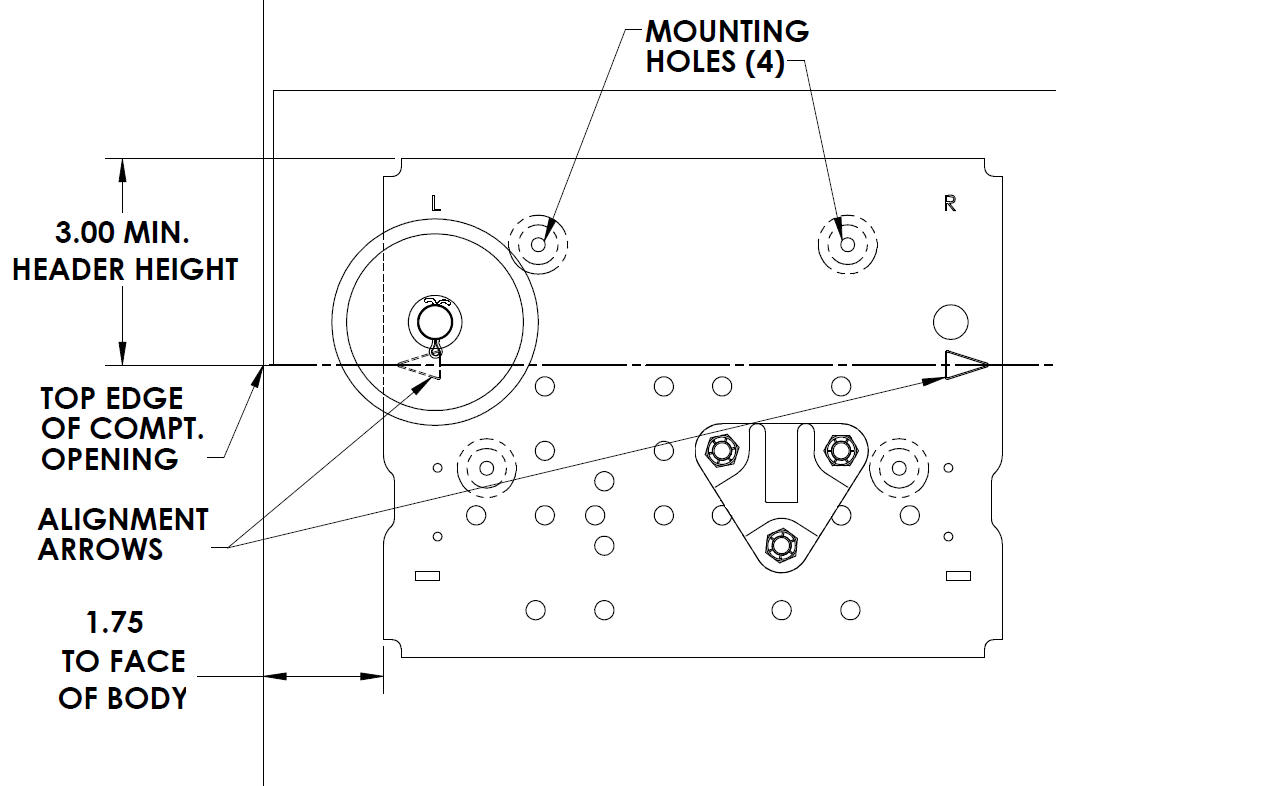 MOUNTING
HOLES (4)
L
R
3.00 MIN.
HEADER HEIGHT
TOP EDGE
OF COMPT.
OPENING
ALIGNMENT
ARROWS
1.75
TO FACE
OF BODY